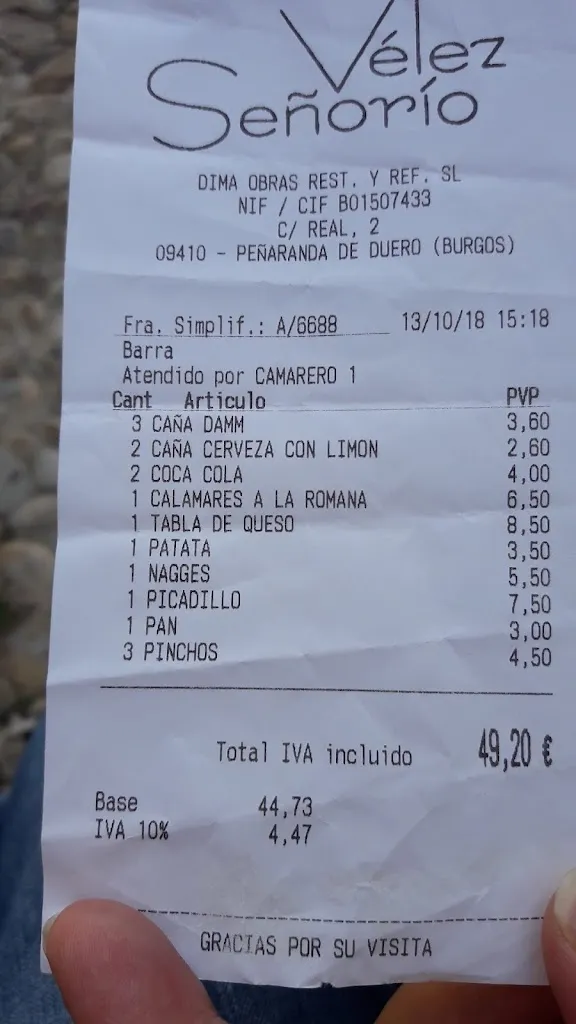 Vélez
Señorío
DIMA OBRAS REST. Y REF. SL
NIF / CIF B01507433
C/ REAL, 2
09410 - PEÑARANDA DE DUERO (BURGOS)
Fra. Simplif.: A/6688 13/10/18 15:18
Barra
Atendido por CAMARERO 1
Cant Articulo PVP
3 CAÑA DAMM 3,60
2 CAÑA CERVEZA CON LIMON 2,60
2 COCA COLA 4,00
1 CALAMARES A LA ROMANA 6,50
1 TABLA DE QUESO 8,50
1 PATATA 3,50
1 NAGGES 5,50
1 PICADILLO 7,50
1 PAN 3,00
3 PINCHOS 4,50
Total IVA incluido 49,20 €
Base 44,73
IVA 10% 4,47
GRACIAS POR SU VISITA